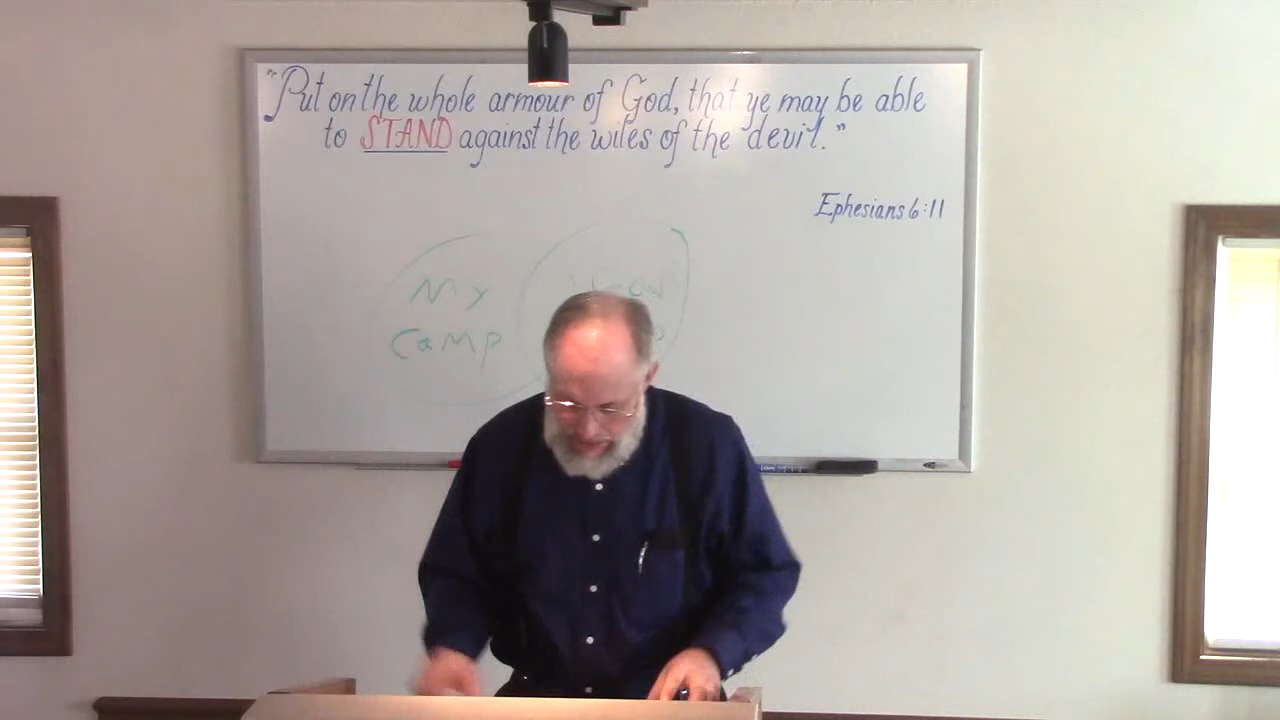 "Put on the whole armour of God, that ye may be able
to STAND against the wiles of the devil."
Ephesians 6:11
My
Camp